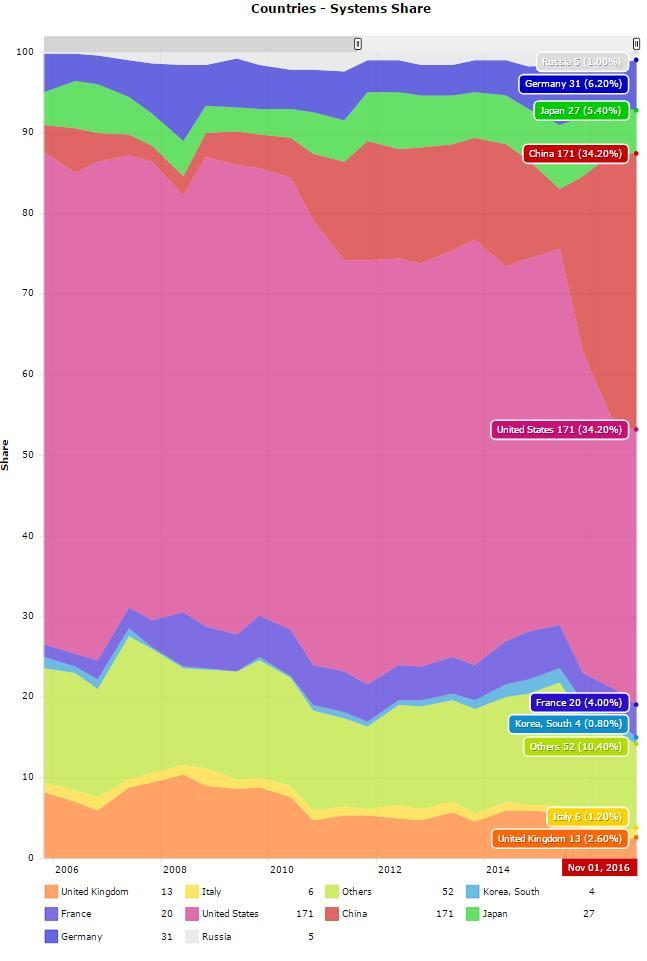 Countries - Systems Share
100
Russia 5 (1.00%)
Germany 31 (6.20%)
Japan 27 (5.40%)
90
China 171 (34.20%)
80
70
60
United States 171 (34.20%)
50
Share
40
30
20
France 20 (4.00%)
Korea, South 4 (0.80%)
Others 52 (10.40%)
10
Italy 6 (1.20%)
United Kingdom 13 (2.60%)
0
2006 2008 2010 2012 2014 Nov 01, 2016
United Kingdom 13 Italy 6 Others 52 Korea, South 4
France 20 United States 171 China 171 Japan 27
Germany 31 Russia 5